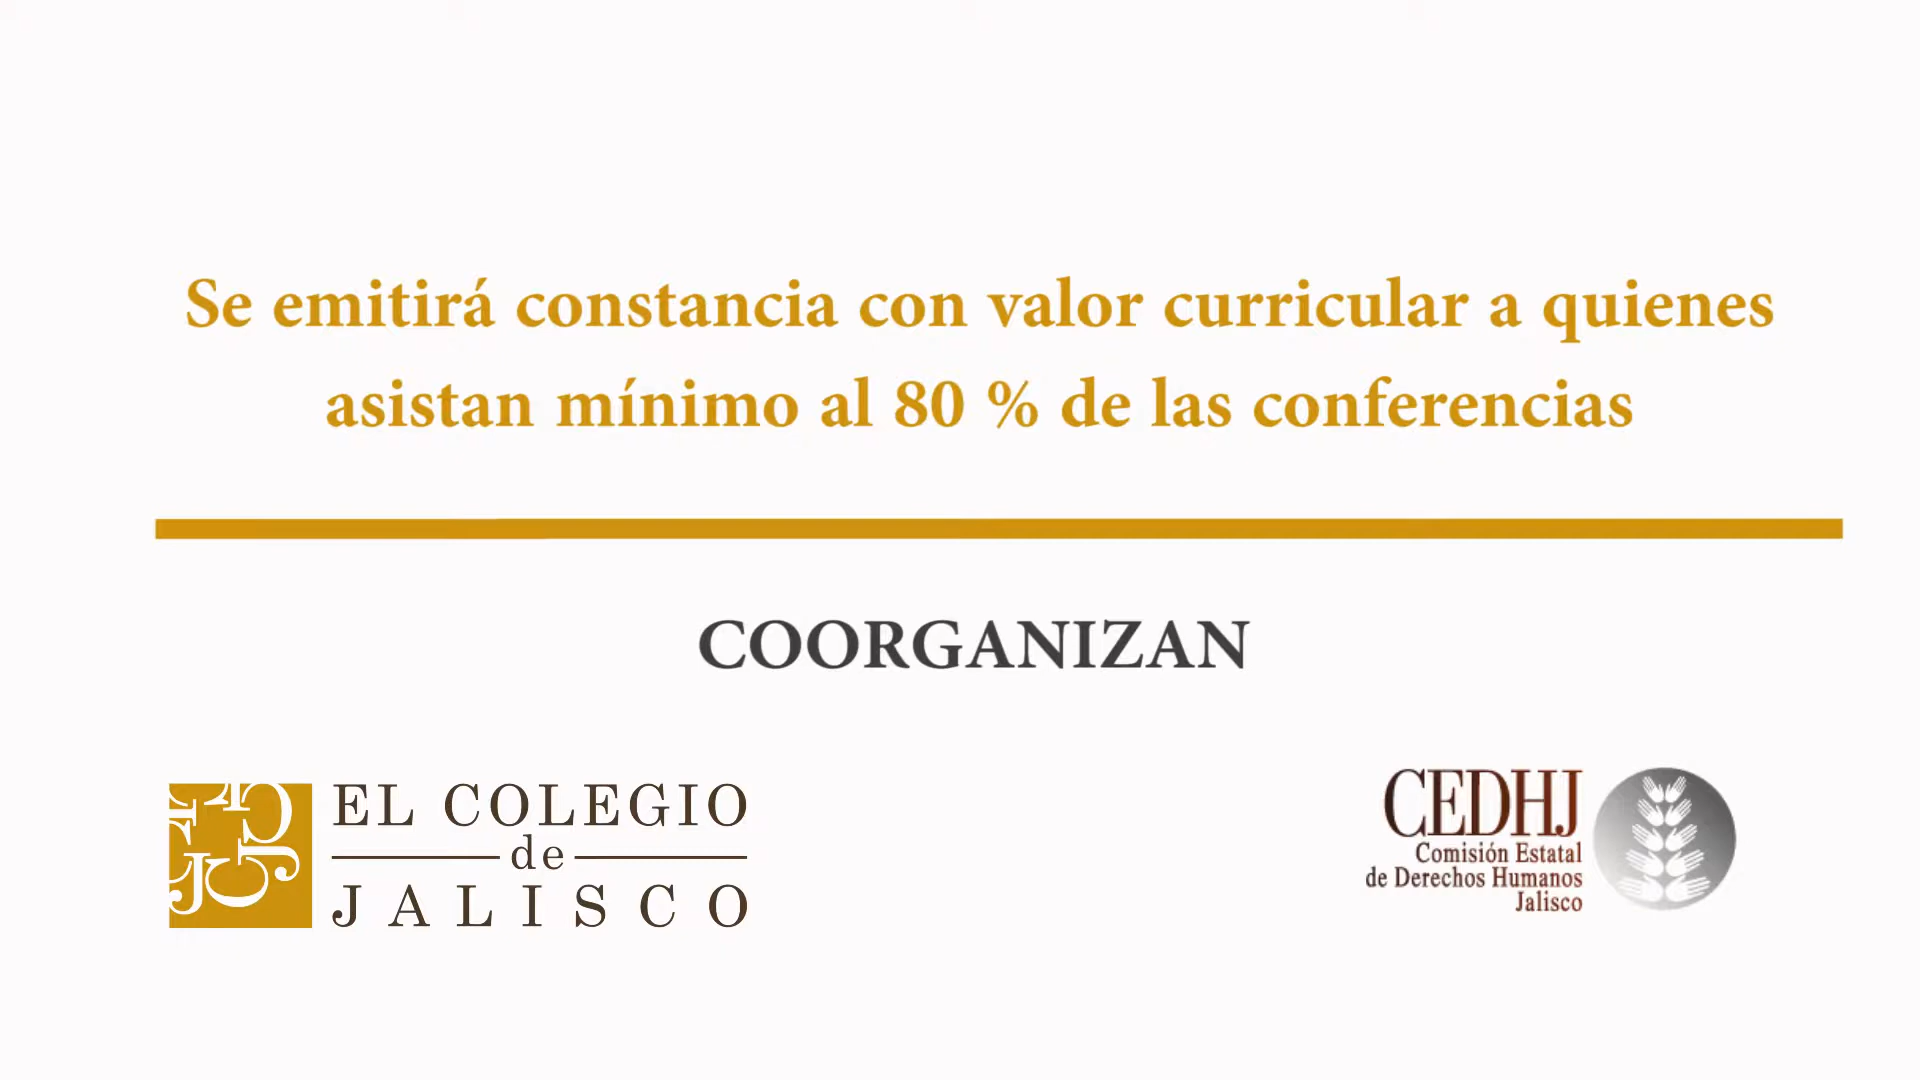 Se emitirá constancia con valor curricular a quienes
asistan mínimo al 80 % de las conferencias
COORGANIZAN
EL COLEGIO
de
JALISCO
CEDHJ
Comisión Estatal
de Derechos Humanos
Jalisco